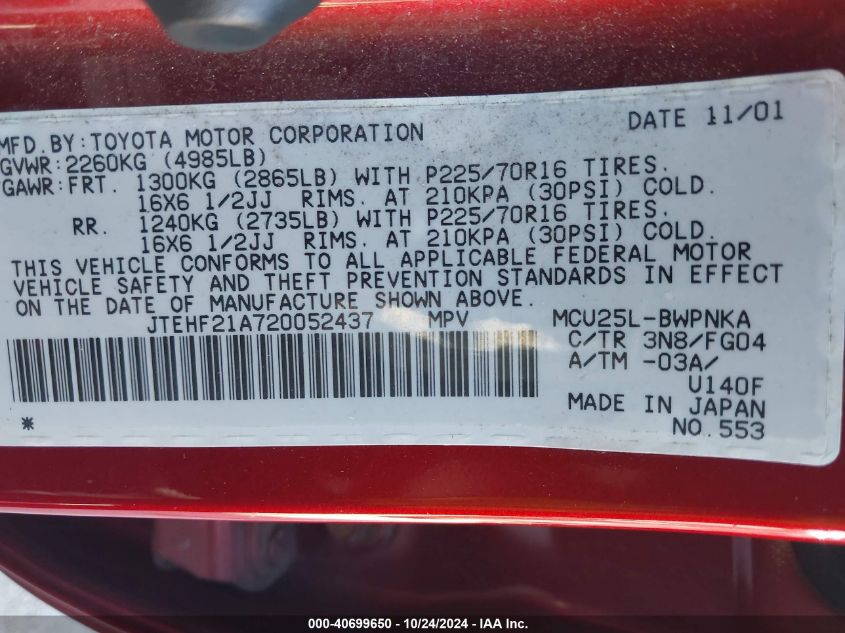 MFD. BY: TOYOTA MOTOR CORPORATION DATE 11/01
GVWR: 2260KG (4985LB)
GAWR: FRT. 1300KG (2865LB) WITH P225/70R16 TIRES.
16X6 1/2JJ RIMS. AT 210KPA (30PSI) COLD.
RR. 1240KG (2735LB) WITH P225/70R16 TIRES.
16X6 1/2JJ RIMS. AT 210KPA (30PSI) COLD.
THIS VEHICLE CONFORMS TO ALL APPLICABLE FEDERAL MOTOR
VEHICLE SAFETY AND THEFT PREVENTION STANDARDS IN EFFECT
ON THE DATE OF MANUFACTURE SHOWN ABOVE.
JTEHF21A720052437 MPV MCU25L-BWPNKA
C/TR 3N8/FG04
A/TM -03A/
U140F
MADE IN JAPAN
* NO. 553
000-40699650 - 10/24/2024 - IAA Inc.